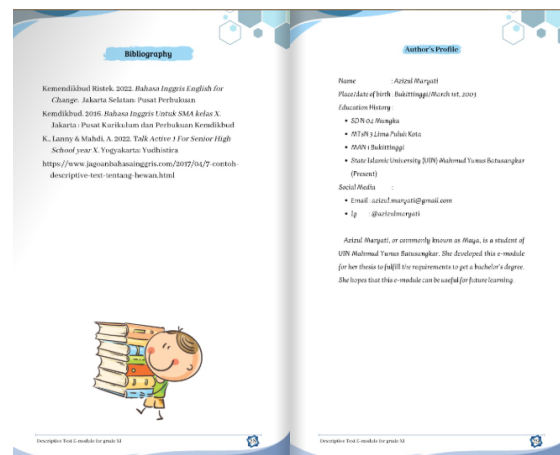 Bibliography
Kemendikbud Ristek. 2022. Bahasa Inggris English for
Change. Jakarta Selatan: Pusat Perbukuan
Kemdikbud. 2016. Bahasa Inggris Untuk SMA kelas X.
Jakarta : Pusat Kurikulum dan Perbukuan Kemdikbud
K., Lanny & Mahdi, A. 2022. Talk Active 1 For Senior High
School year X. Yogyakarta: Yudhistira
https://www.jagoanbahasainggris.com/2017/04/7-contoh-
descriptive-text-tentang-hewan.html
Descriptive Text E-module for grade XI
Author's Profile
Name : Azizul Maryati
Place/date of birth : Bukittinggi/March 1st, 2003
Education History :
• SD N 02 Mungka
• MTsN 3 Lima Puluh Kota
• MAN 1 Bukittinggi
• State Islamic University (UIN) Mahmud Yunus Batusangkar
(Present)
Social Media :
• Email : azizul.maryati@gmail.com
• Ig : @azizulmaryati
Azizul Maryati, or commonly known as Maya, is a student of
UIN Mahmud Yunus Batusangkar. She developed this e-module
for her thesis to fulfill the requirements to get a bachelor's degree.
She hopes that this e-module can be useful for future learning.
Descriptive Text E-module for grade XI